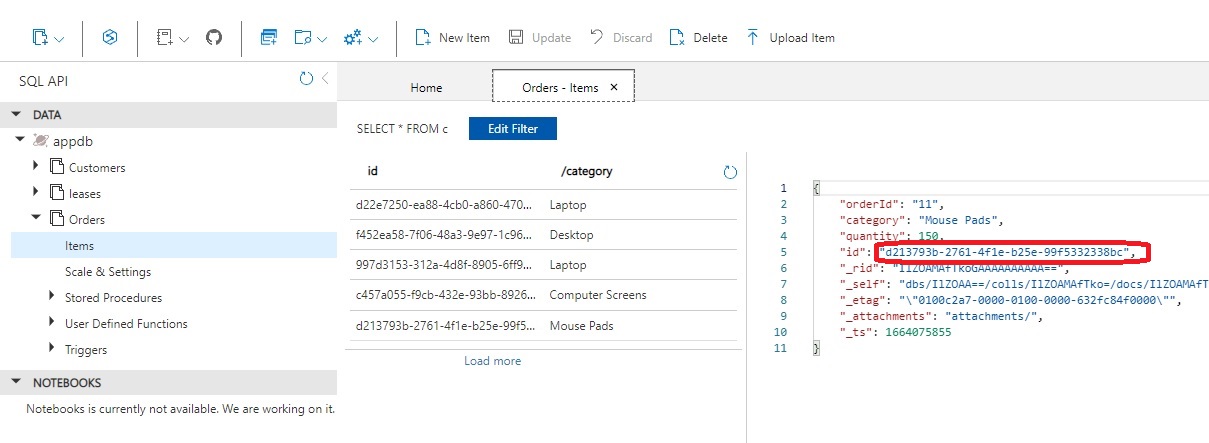 New Item
Update
Discard
Delete
Upload Item
SQL API
Home
Orders - Items
DATA
appdb
Customers
leases
Orders
Items
Scale & Settings
Stored Procedures
User Defined Functions
Triggers
NOTEBOOKS
Notebooks is currently not available. We are working on it.
SELECT * FROM c
Edit Filter
id /category
d22e7250-ea88-4cb0-a860-470... Laptop
f452ea58-7f06-48a3-9e97-1c96... Desktop
997d3153-312a-4d8f-8905-6ff9... Laptop
c457a055-f9cb-432e-93bb-8926... Computer Screens
d213793b-2761-4f1e-b25e-99f5... Mouse Pads
Load more
1 {
2 "orderId": "11",
3 "category": "Mouse Pads",
4 "quantity": 150,
5 "id": "d213793b-2761-4f1e-b25e-99f5332338bc",
6 "_rid": "IlZOAMAfTkoGAAAAAAAAAA==",
7 "_self": "dbs/IlZOAA==/colls/IlZOAMAfTko=/docs/IlZOAMAfT
8 "_etag": "\"0100c2a7-0000-0100-0000-632fc84f0000\"",
9 "_attachments": "attachments/",
10 "_ts": 1664075855
11 }